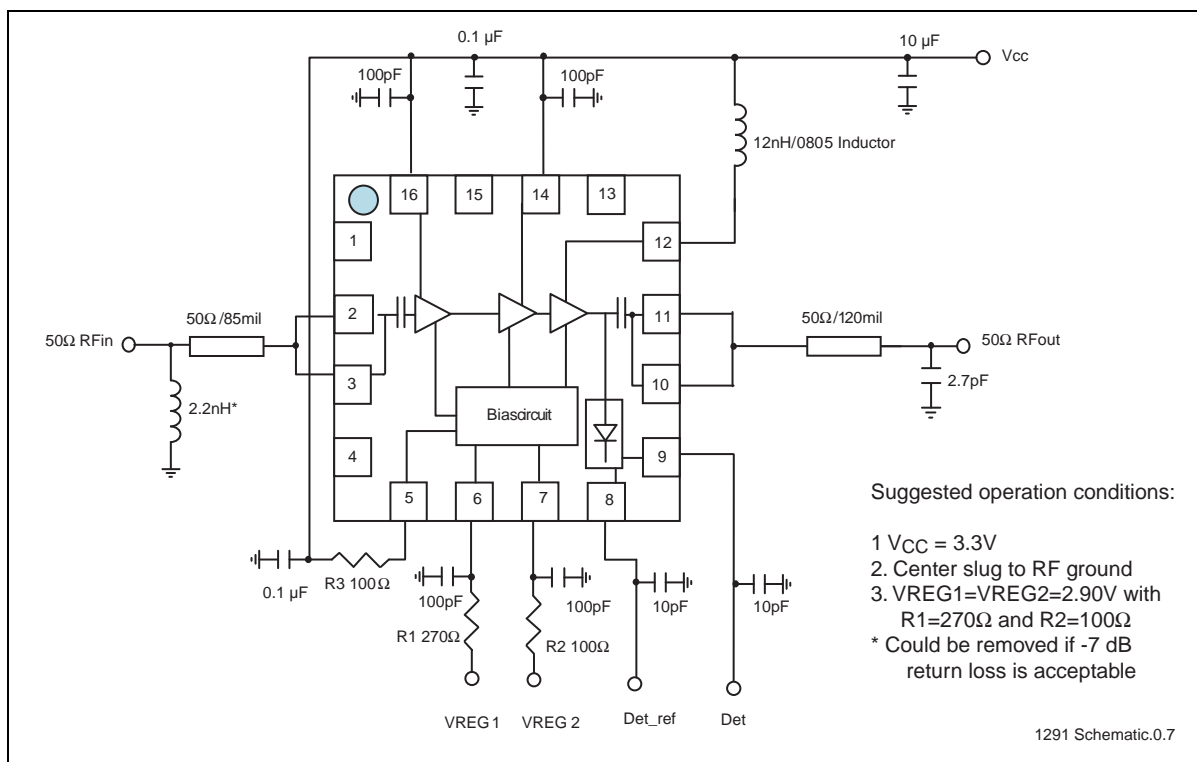 0.1 µF
10 µF
Vcc
100pF
100pF
12nH/0805 Inductor
16
15
14
13
1
12
2
11
50Ω/85mil
50Ω/120mil
50Ω RFin
50Ω RFout
3
10
2.7pF
2.2nH*
Biascircuit
4
9
5
6
7
8
Suggested operation conditions:
1 VCC = 3.3V
2. Center slug to RF ground
3. VREG1=VREG2=2.90V with
R1=270Ω and R2=100Ω
* Could be removed if -7 dB
return loss is acceptable
0.1 µF
R3 100Ω
100pF
100pF
10pF
10pF
R1 270Ω
R2 100Ω
VREG 1
VREG 2
Det_ref
Det
1291 Schematic.0.7